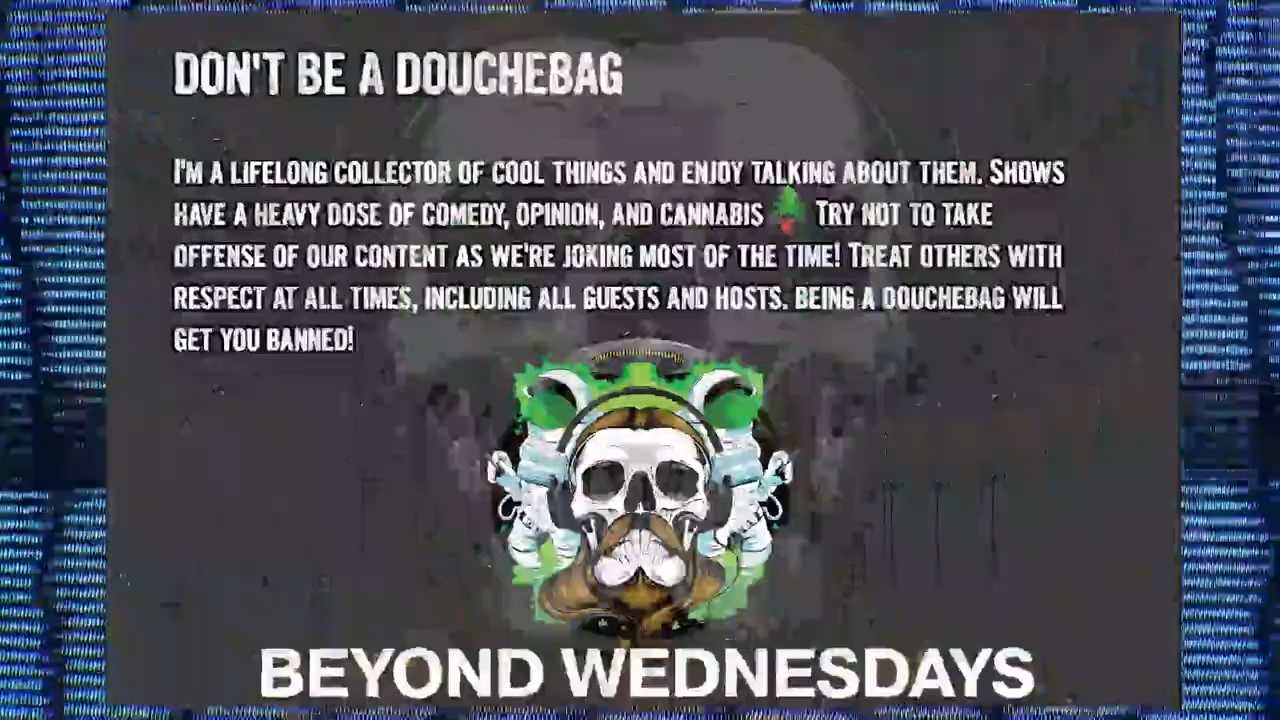 DON'T BE A DOUCHEBAG
I'M A LIFELONG COLLECTOR OF COOL THINGS AND ENJOY TALKING ABOUT THEM. SHOWS
HAVE A HEAVY DOSE OF COMEDY, OPINION, AND CANNABIS TRY NOT TO TAKE
OFFENSE OF OUR CONTENT AS WE'RE JOKING MOST OF THE TIME! TREAT OTHERS WITH
RESPECT AT ALL TIMES, INCLUDING ALL GUESTS AND HOSTS. BEING A DOUCHEBAG WILL
GET YOU BANNED!
BEYOND WEDNESDAYS